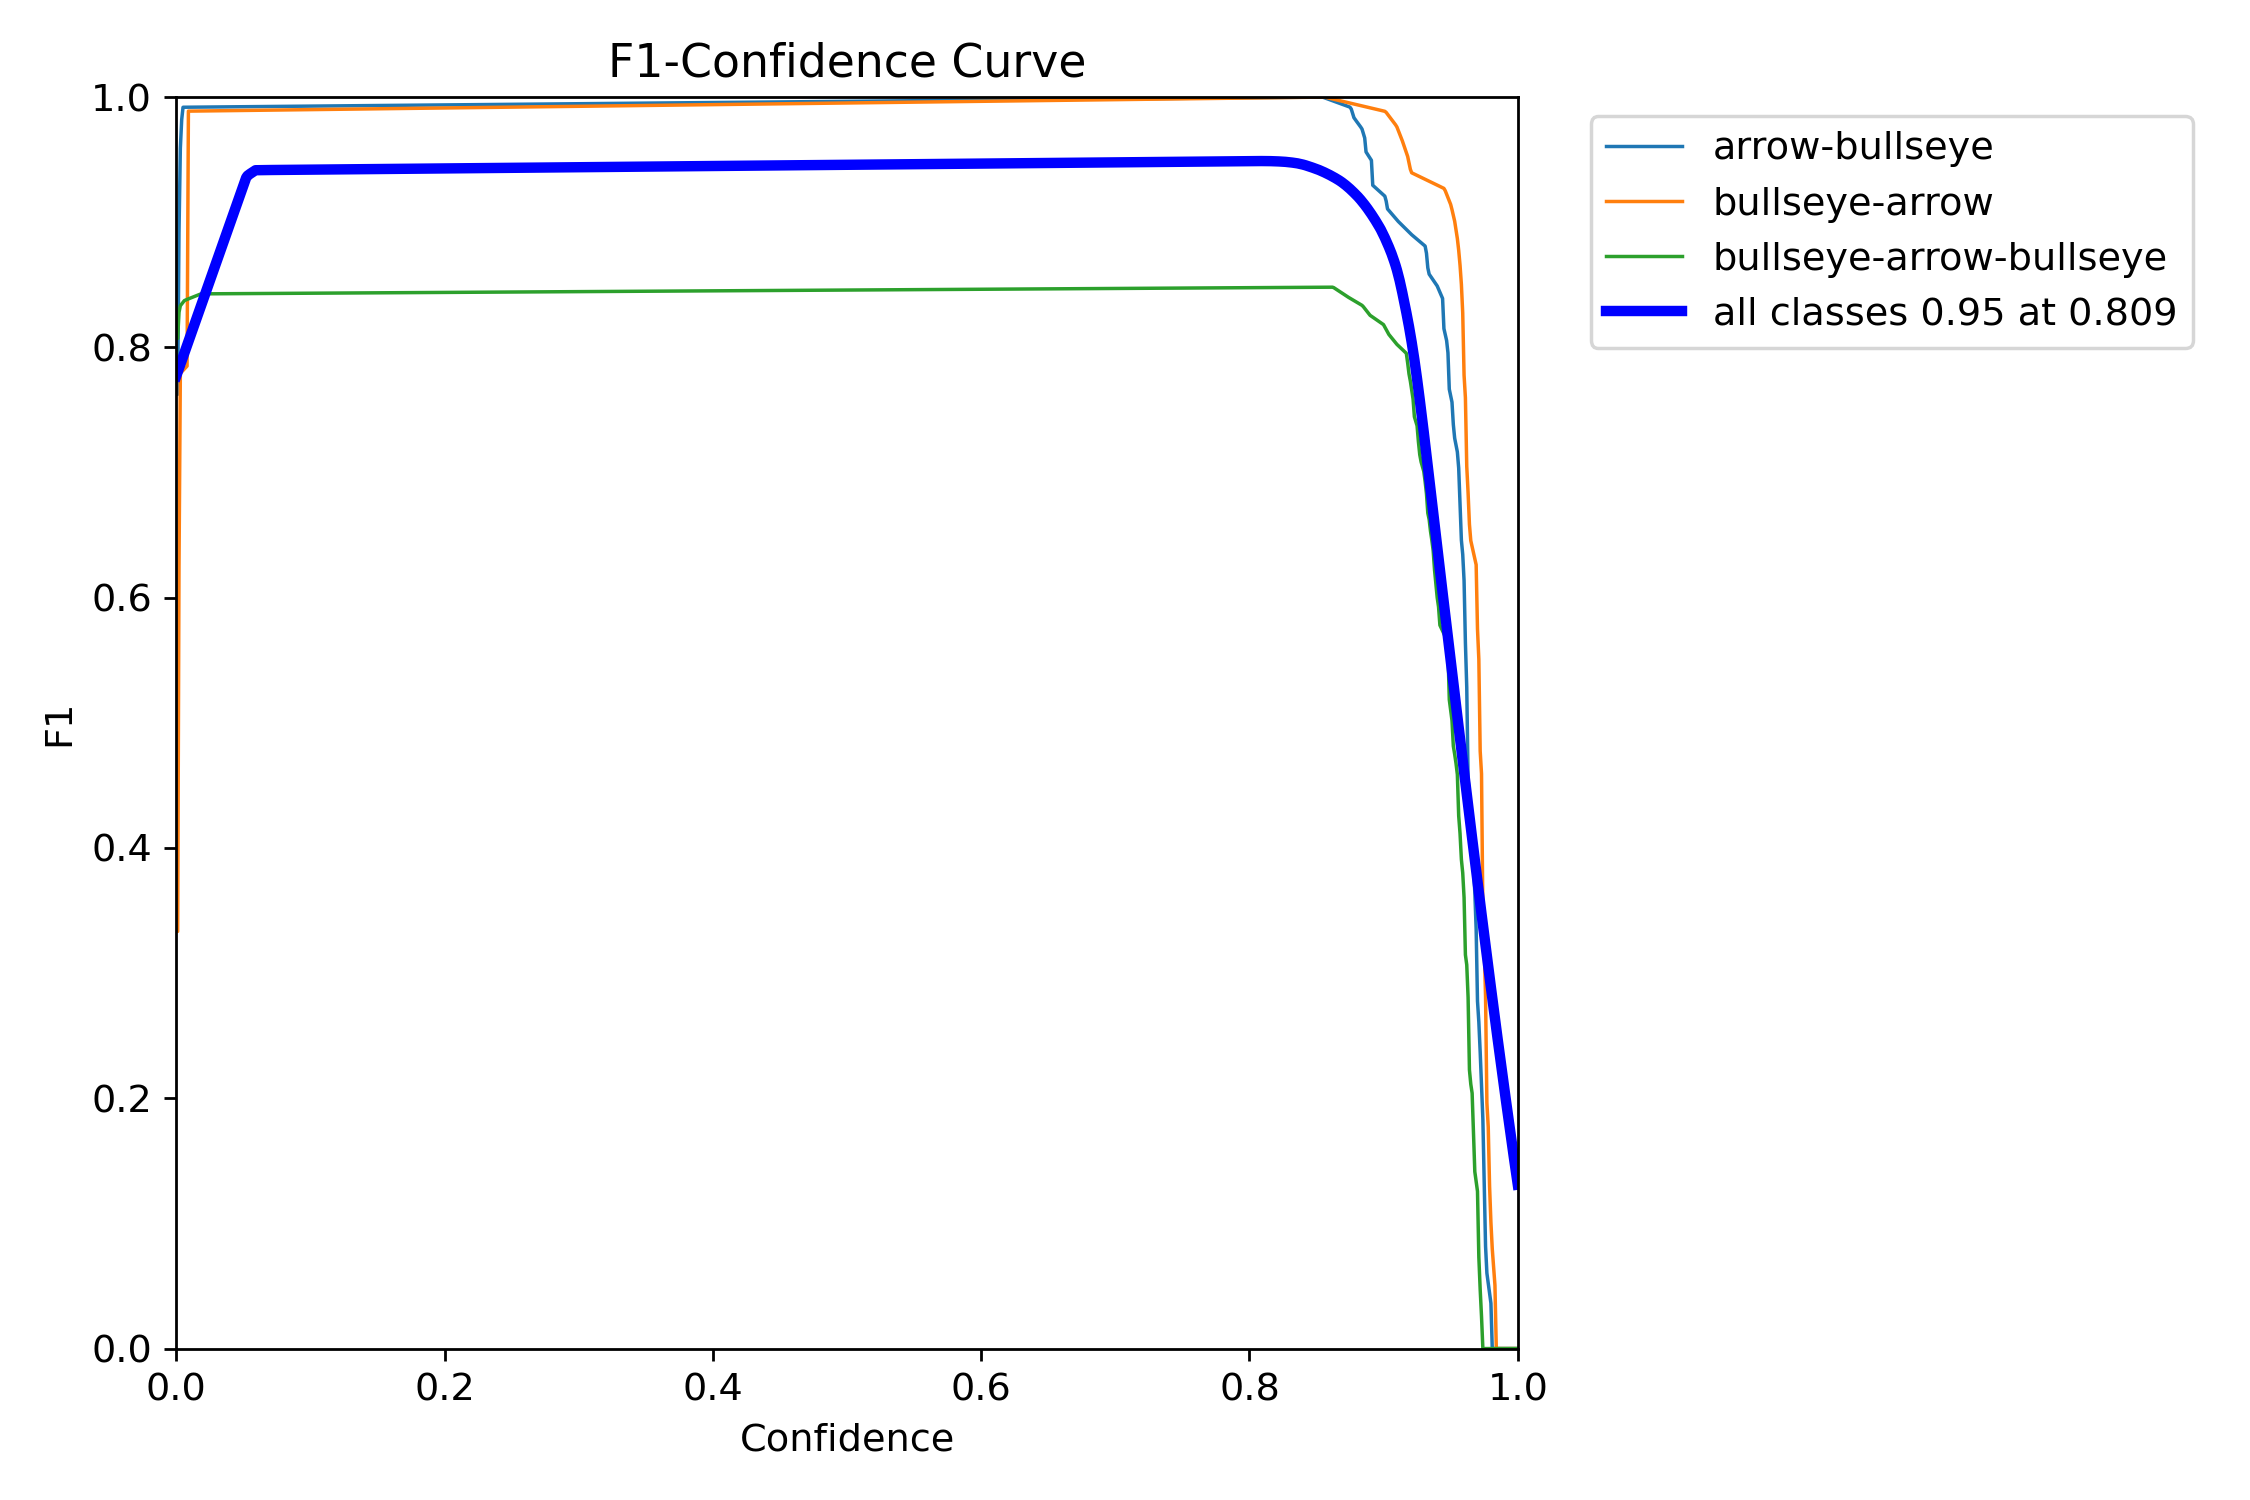 F1-Confidence Curve
1.0
0.8
0.6
0.4
0.2
0.0
F1
0.0 0.2 0.4 0.6 0.8 1.0
Confidence
arrow-bullseye
bullseye-arrow
bullseye-arrow-bullseye
all classes 0.95 at 0.809